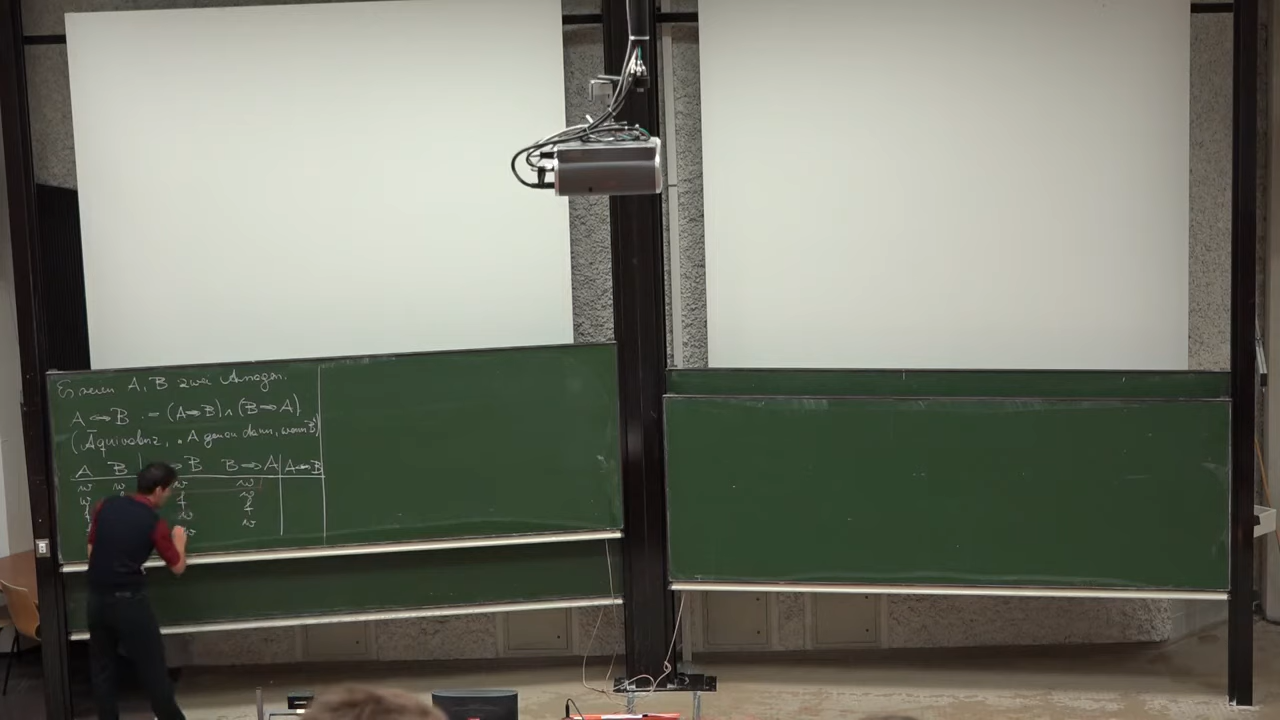 Es seien A, B zwei Aussagen.
A ⇔ B := (A ⇒ B) ∧ (B ⇒ A)
(Äquivalenz, „A genau dann, wenn B")
A B ⇒ B B ⇒ A A ⇔ B
w w w w
w f w
f w f
w w